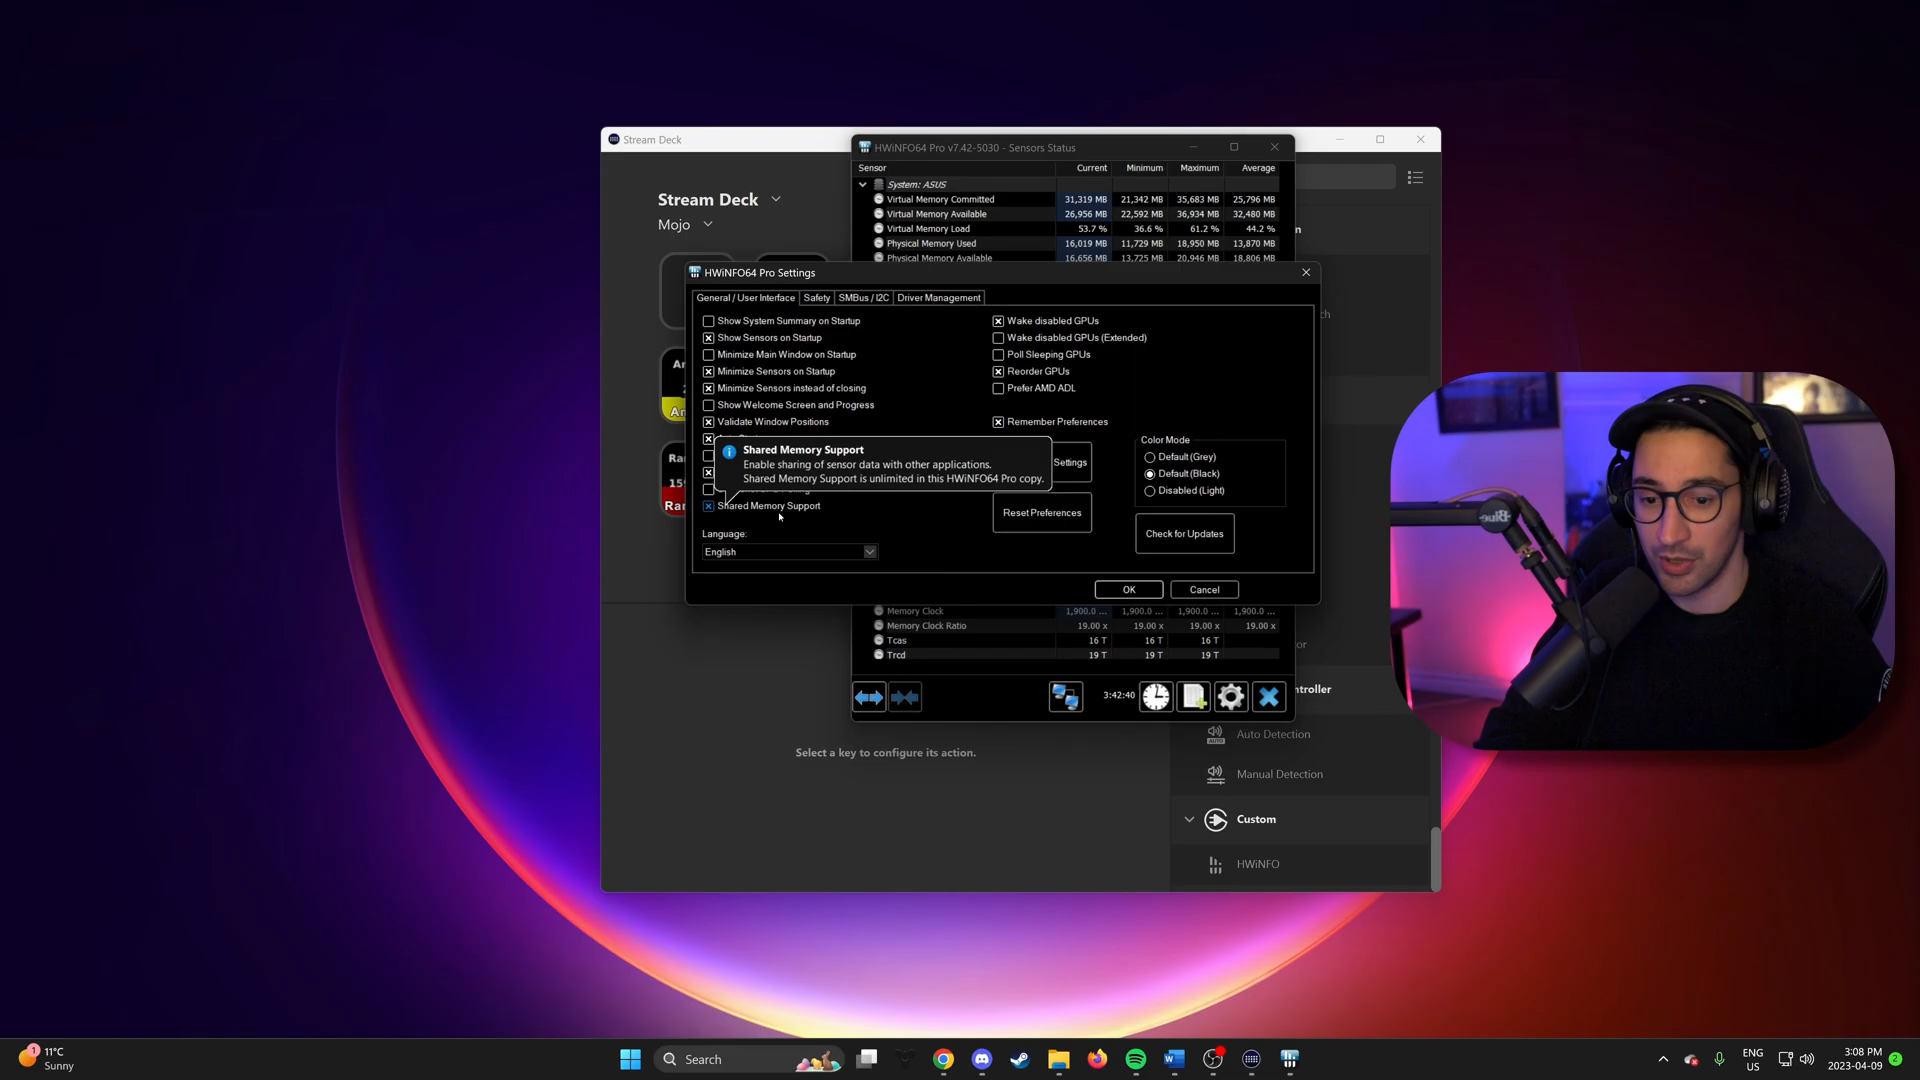 Stream Deck
HWiNFO64 Pro v7.42-5030 - Sensors Status
Sensor Current Minimum Maximum Average
System: ASUS
Virtual Memory Committed 31,319 MB 21,342 MB 35,683 MB 25,796 MB
Virtual Memory Available 26,956 MB 22,592 MB 36,934 MB 32,480 MB
Virtual Memory Load 53.7 % 36.6 % 61.2 % 44.2 %
Physical Memory Used 16,019 MB 11,729 MB 18,950 MB 13,870 MB
Physical Memory Available 16,656 MB 13,725 MB 20,946 MB 18,806 MB
Stream Deck
Mojo
HWiNFO64 Pro Settings
General / User Interface Safety SMBus / I2C Driver Management
Show System Summary on Startup
Show Sensors on Startup
Minimize Main Window on Startup
Minimize Sensors on Startup
Minimize Sensors instead of closing
Show Welcome Screen and Progress
Validate Window Positions
Shared Memory Support
Enable sharing of sensor data with other applications.
Shared Memory Support is unlimited in this HWiNFO64 Pro copy.
Shared Memory Support
Language:
English
Wake disabled GPUs
Wake disabled GPUs (Extended)
Poll Sleeping GPUs
Reorder GPUs
Prefer AMD ADL
Remember Preferences
Settings
Reset Preferences
Color Mode
Default (Grey)
Default (Black)
Disabled (Light)
Check for Updates
OK Cancel
Memory Clock 1,900.0 ... 1,900.0 ... 1,900.0 ... 1,900.0 ...
Memory Clock Ratio 19.00 x 19.00 x 19.00 x 19.00 x
Tcas 16 T 16 T 16 T
Trcd 19 T 19 T 19 T
3:42:40
Select a key to configure its action.
ntroller
Auto Detection
Manual Detection
Custom
HWiNFO
Blue
1
11°C
Sunny
Search
ENG
US
3:08 PM
2023-04-09
2